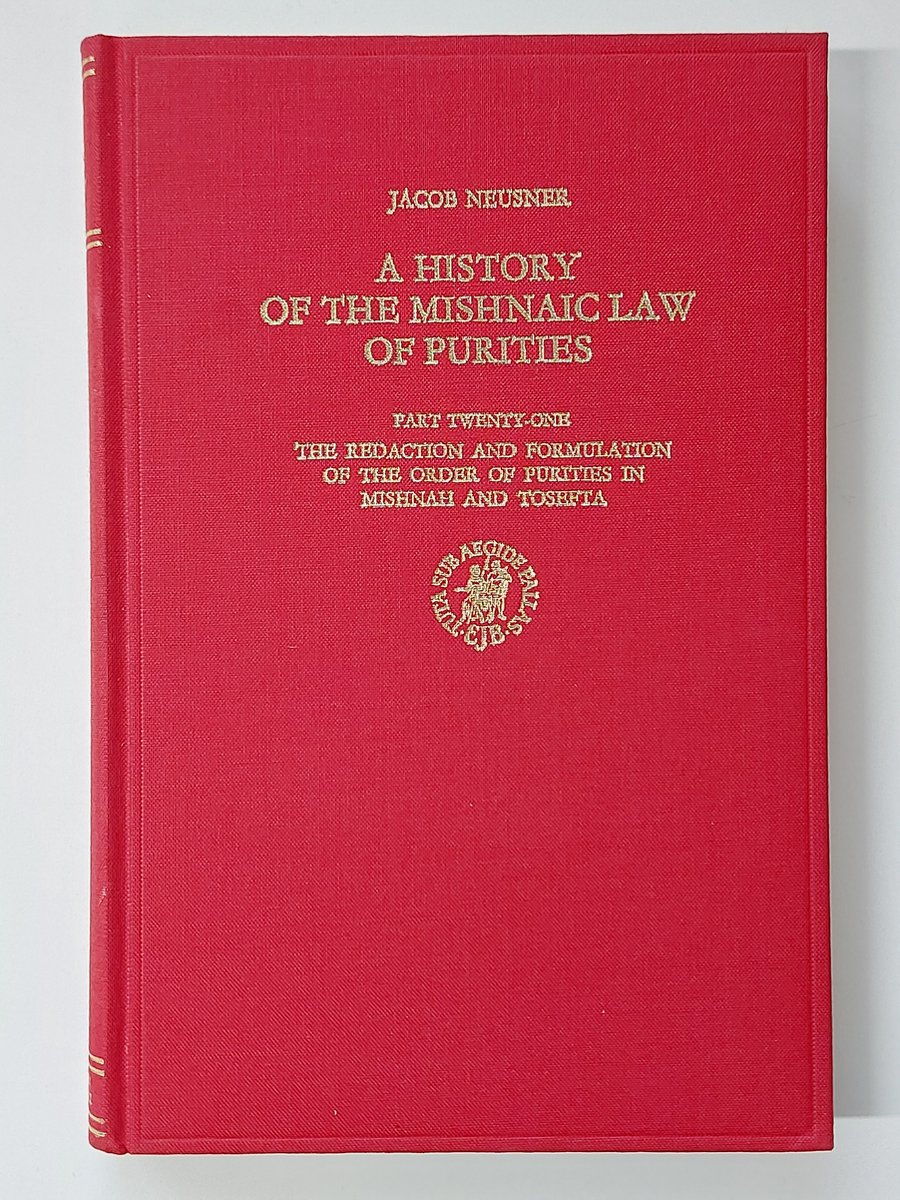 JACOB NEUSNER
A HISTORY
OF THE MISHNAIC LAW
OF PURITIES
PART TWENTY-ONE
THE REDACTION AND FORMULATION
OF THE ORDER OF PURITIES IN
MISHNAH AND TOSEFTA
TUTA SUB AEGIDE PALLAS
EJB